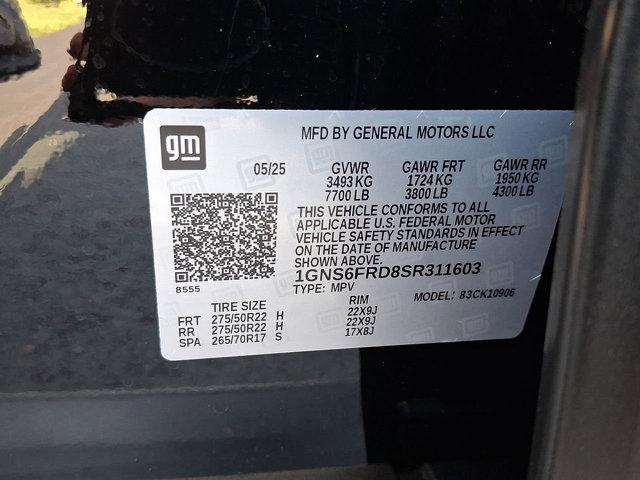 gm
MFD BY GENERAL MOTORS LLC
05/25 GVWR GAWR FRT GAWR RR
3493 KG 1724 KG 1950 KG
7700 LB 3800 LB 4300 LB
THIS VEHICLE CONFORMS TO ALL
APPLICABLE U.S. FEDERAL MOTOR
VEHICLE SAFETY STANDARDS IN EFFECT
ON THE DATE OF MANUFACTURE
SHOWN ABOVE.
1GNS6FRD8SR311603
8555
TYPE: MPV
MODEL: 83CK10906
TIRE SIZE RIM
FRT 275/50R22 H 22X9J
RR 275/50R22 H 22X9J
SPA 265/70R17 S 17X8J